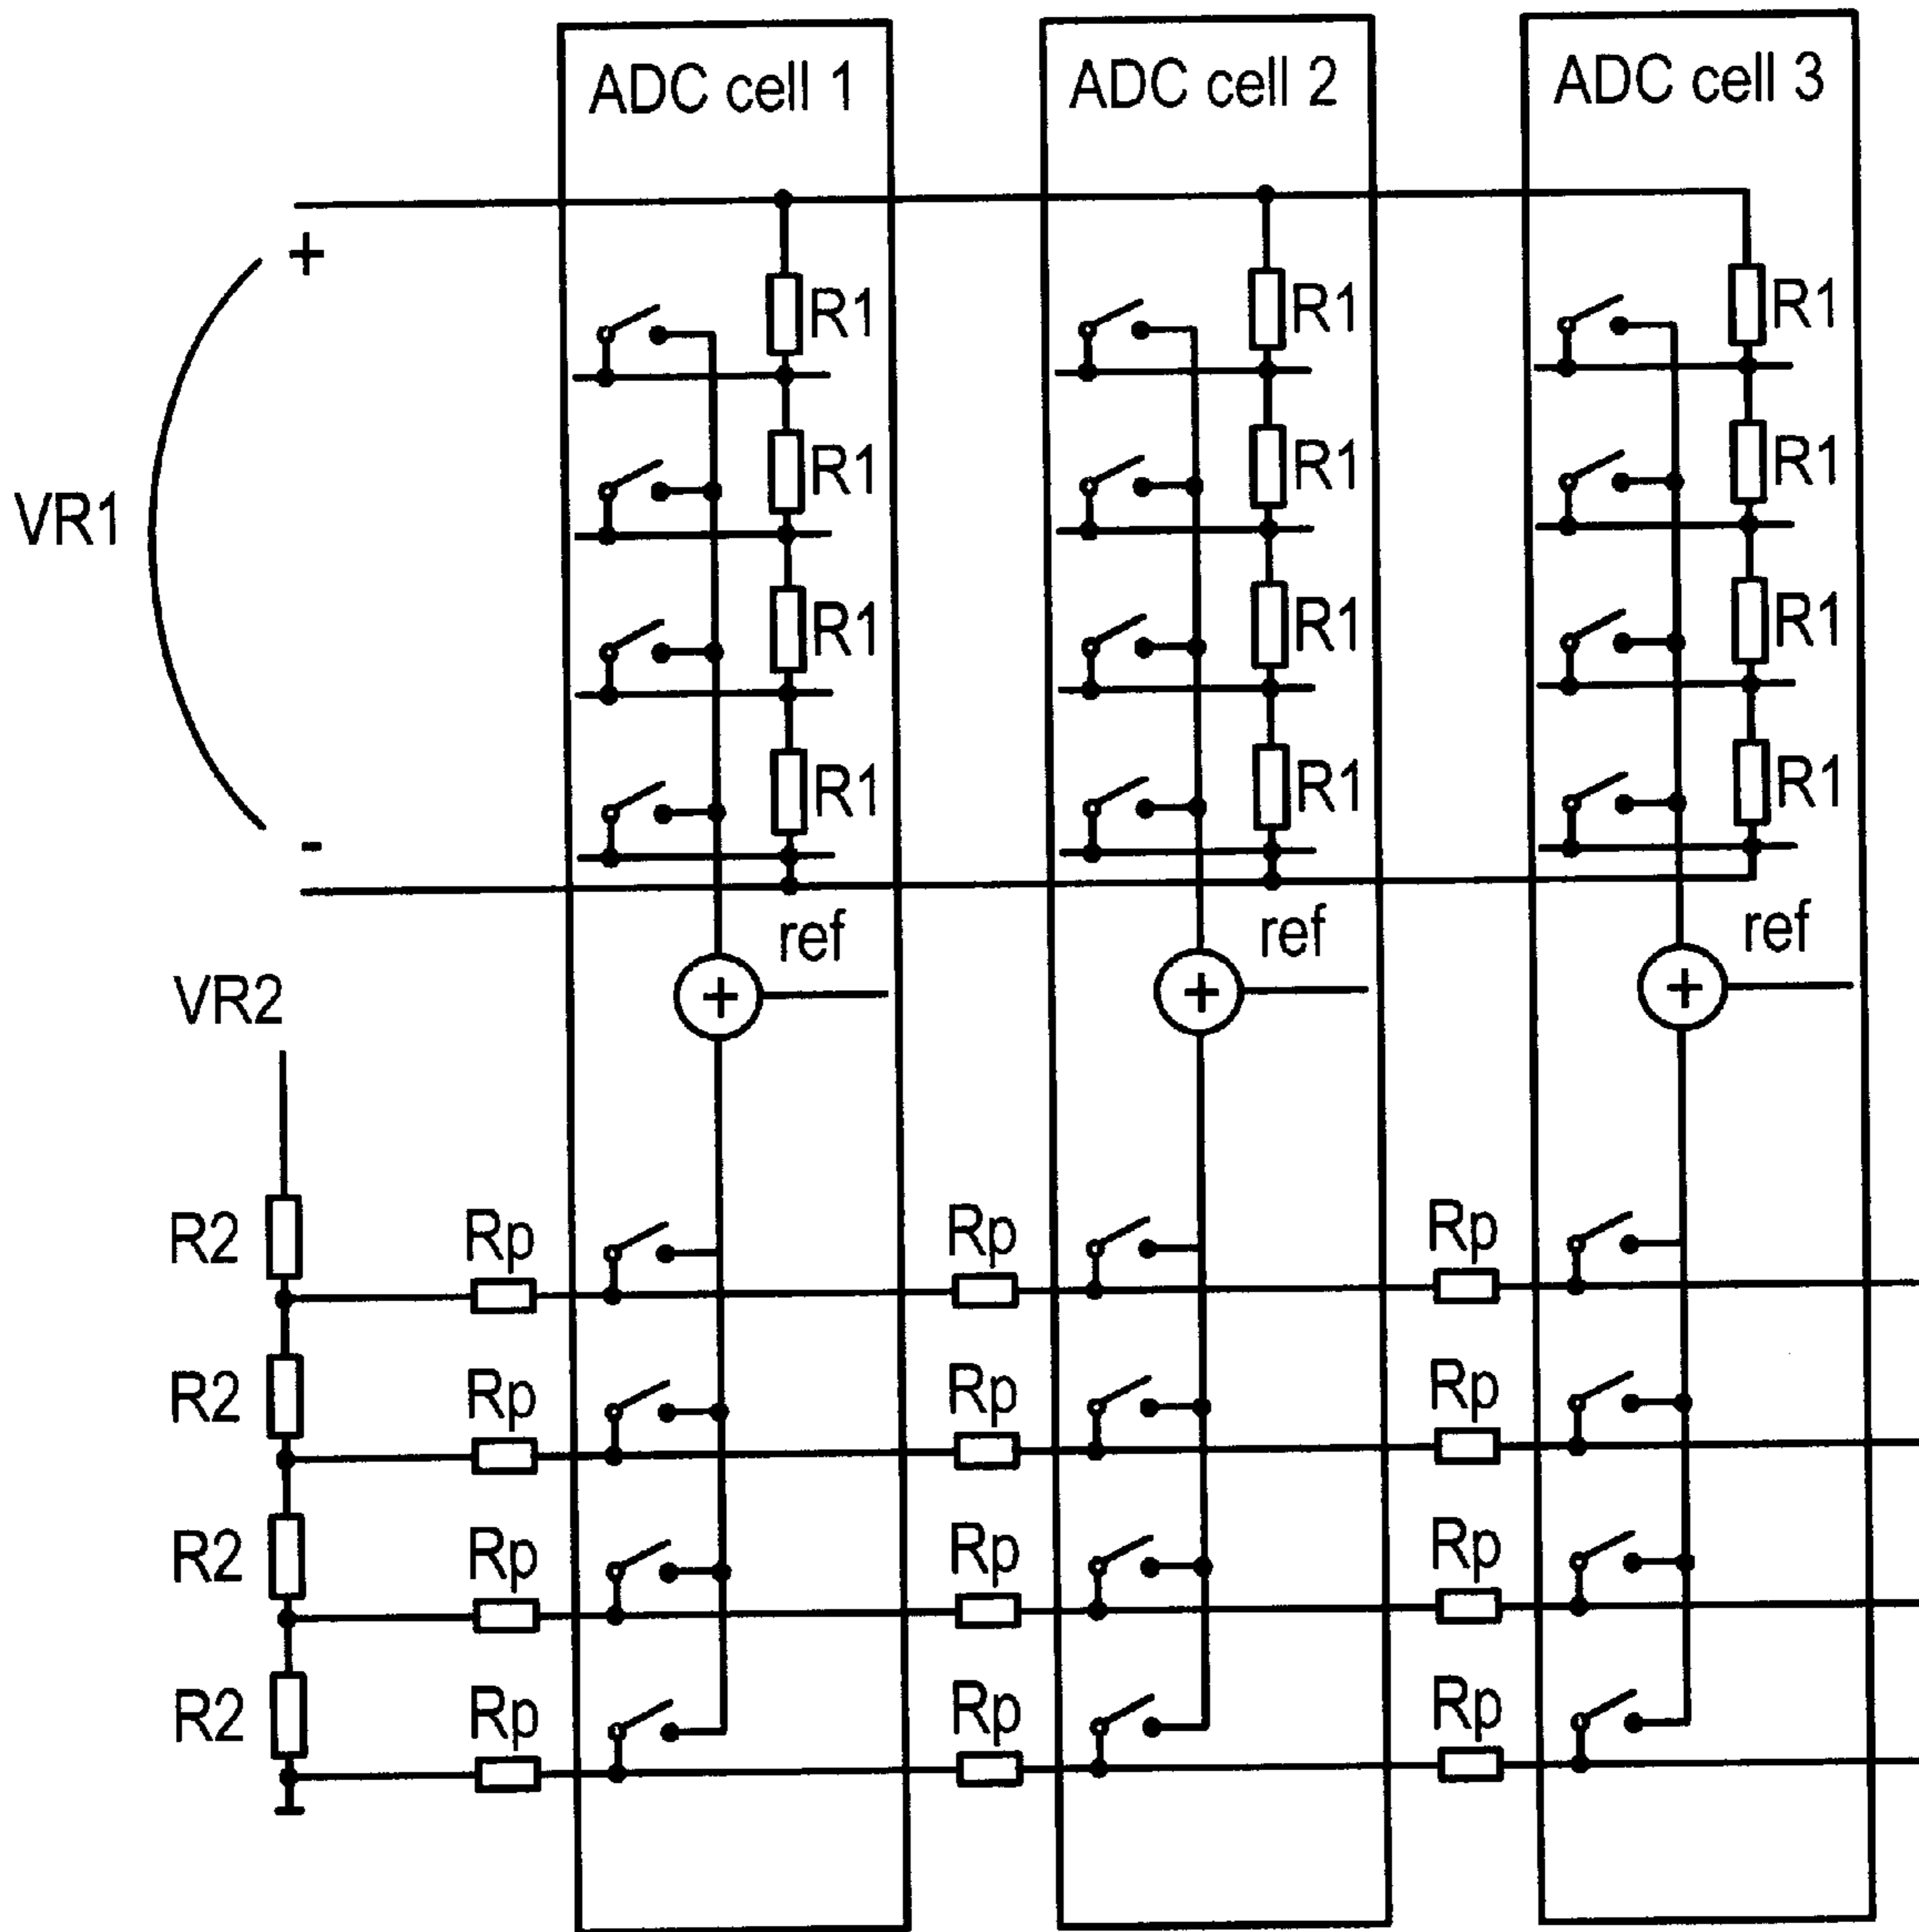 ADC cell 1 ADC cell 2 ADC cell 3
+
R1 R1 R1
R1 R1 R1
VR1
R1 R1 R1
R1 R1 R1
-
ref ref ref
VR2
+ + +
R2 Rp Rp Rp
R2 Rp Rp Rp
R2 Rp Rp Rp
R2 Rp Rp Rp